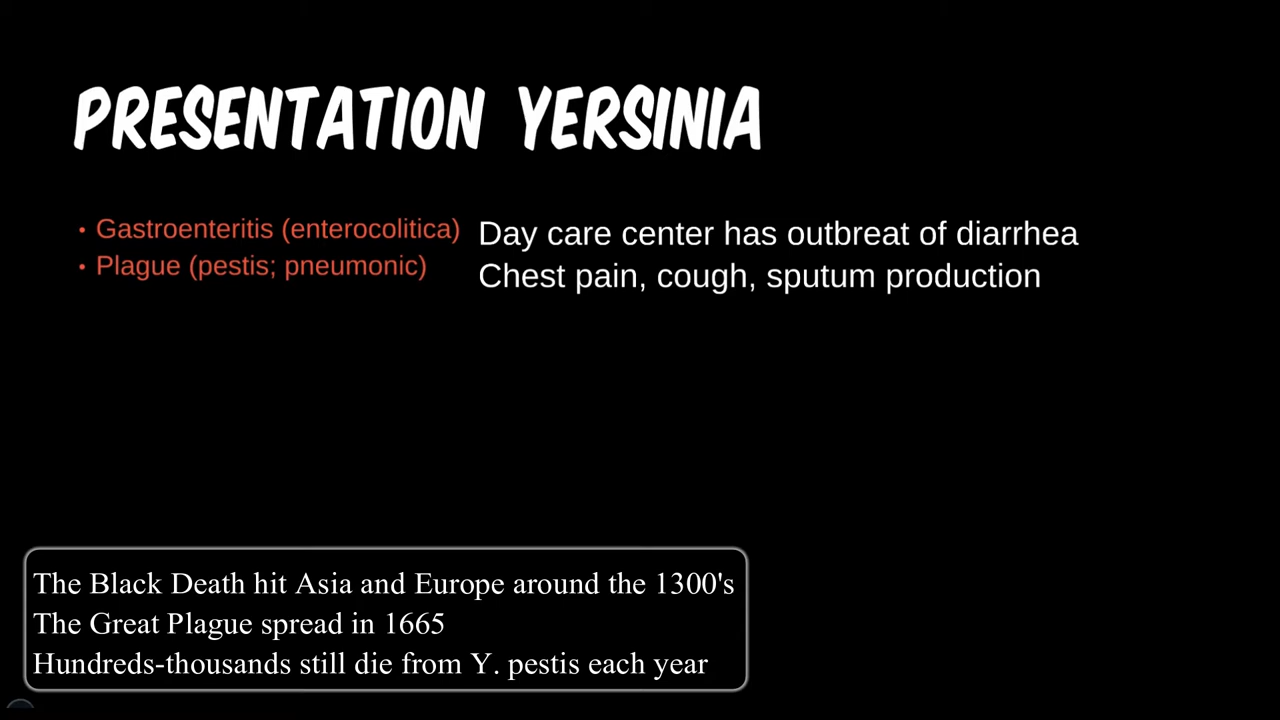 PRESENTATION YERSINIA
• Gastroenteritis (enterocolitica) Day care center has outbreat of diarrhea
• Plague (pestis; pneumonic) Chest pain, cough, sputum production
The Black Death hit Asia and Europe around the 1300's
The Great Plague spread in 1665
Hundreds-thousands still die from Y. pestis each year